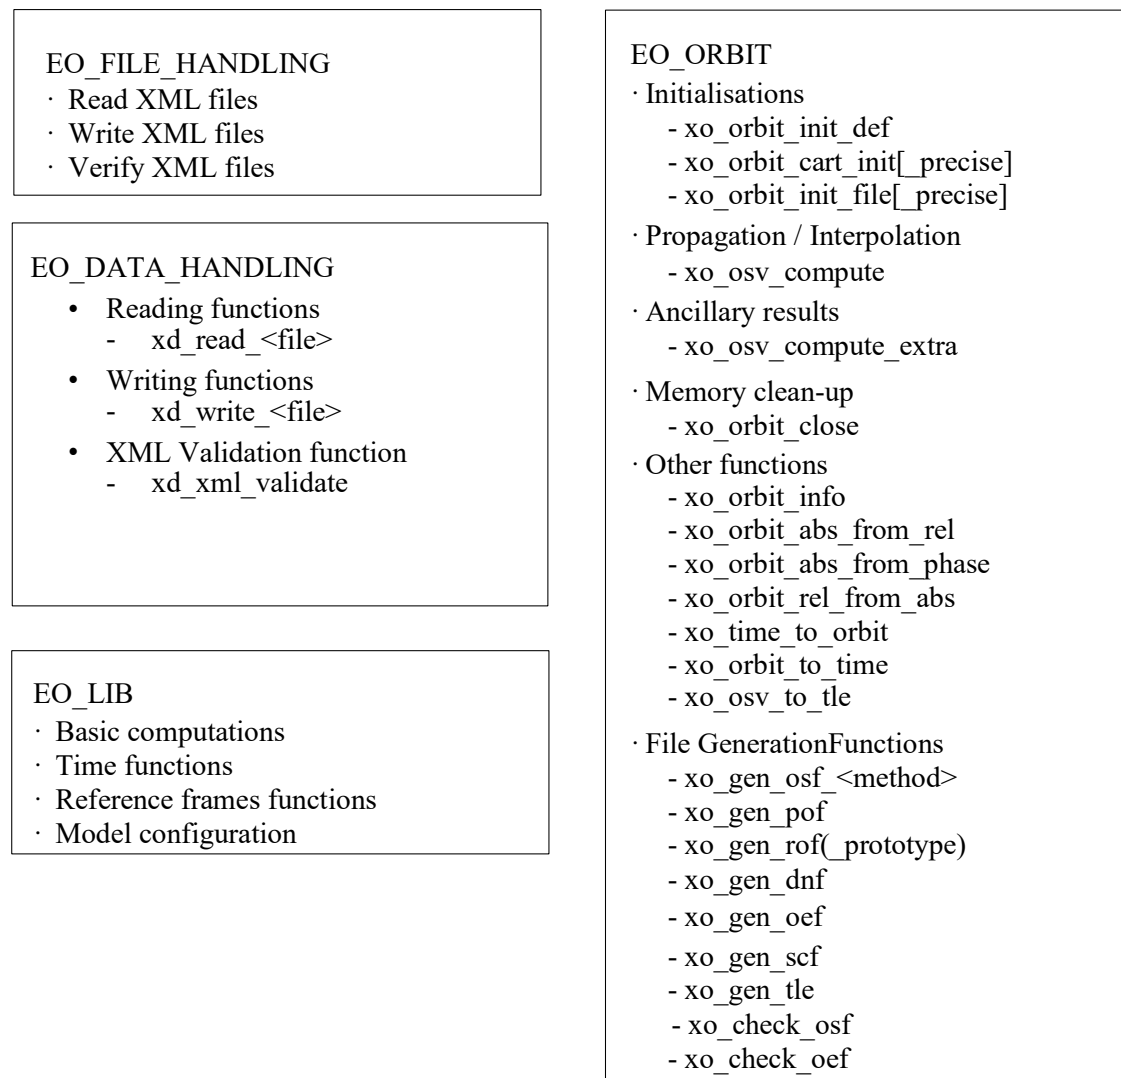 EO_FILE_HANDLING
· Read XML files
· Write XML files
· Verify XML files
EO_DATA_HANDLING
• Reading functions
- xd_read_<file>
• Writing functions
- xd_write_<file>
• XML Validation function
- xd_xml_validate
EO_LIB
· Basic computations
· Time functions
· Reference frames functions
· Model configuration
EO_ORBIT
· Initialisations
- xo_orbit_init_def
- xo_orbit_cart_init[_precise]
- xo_orbit_init_file[_precise]
· Propagation / Interpolation
- xo_osv_compute
· Ancillary results
- xo_osv_compute_extra
· Memory clean-up
- xo_orbit_close
· Other functions
- xo_orbit_info
- xo_orbit_abs_from_rel
- xo_orbit_abs_from_phase
- xo_orbit_rel_from_abs
- xo_time_to_orbit
- xo_orbit_to_time
- xo_osv_to_tle
· File GenerationFunctions
- xo_gen_osf_<method>
- xo_gen_pof
- xo_gen_rof(_prototype)
- xo_gen_dnf
- xo_gen_oef
- xo_gen_scf
- xo_gen_tle
- xo_check_osf
- xo_check_oef